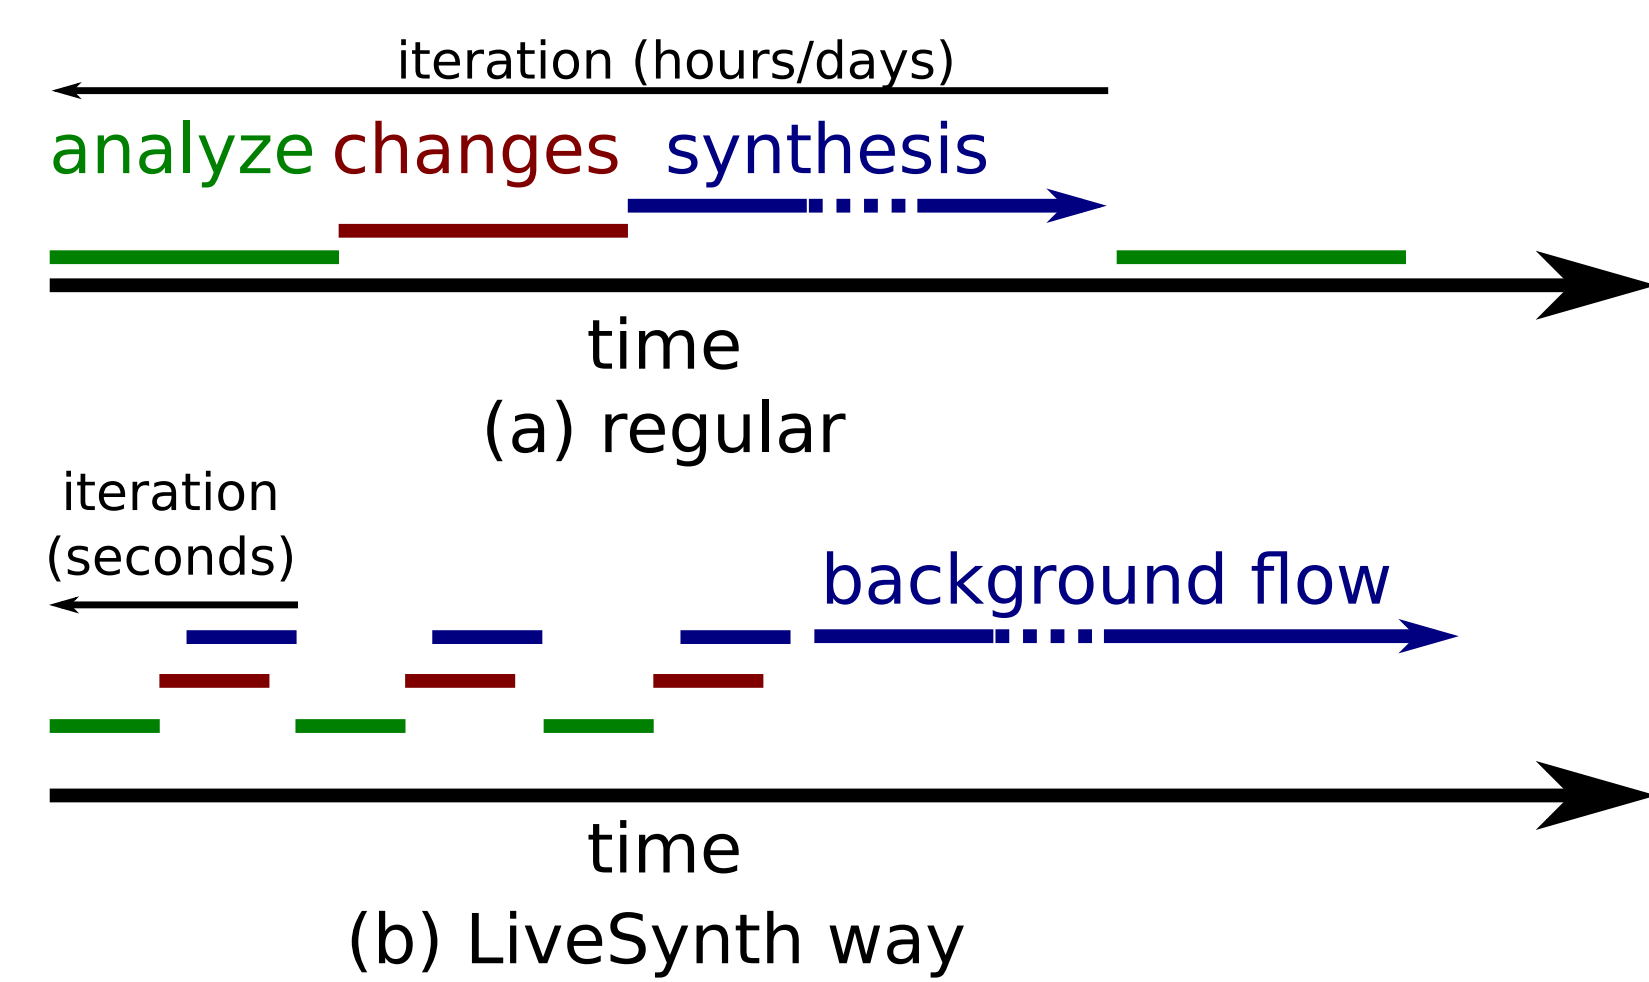 iteration (hours/days)
analyze changes synthesis
time
(a) regular
iteration
(seconds)
background flow
time
(b) LiveSynth way